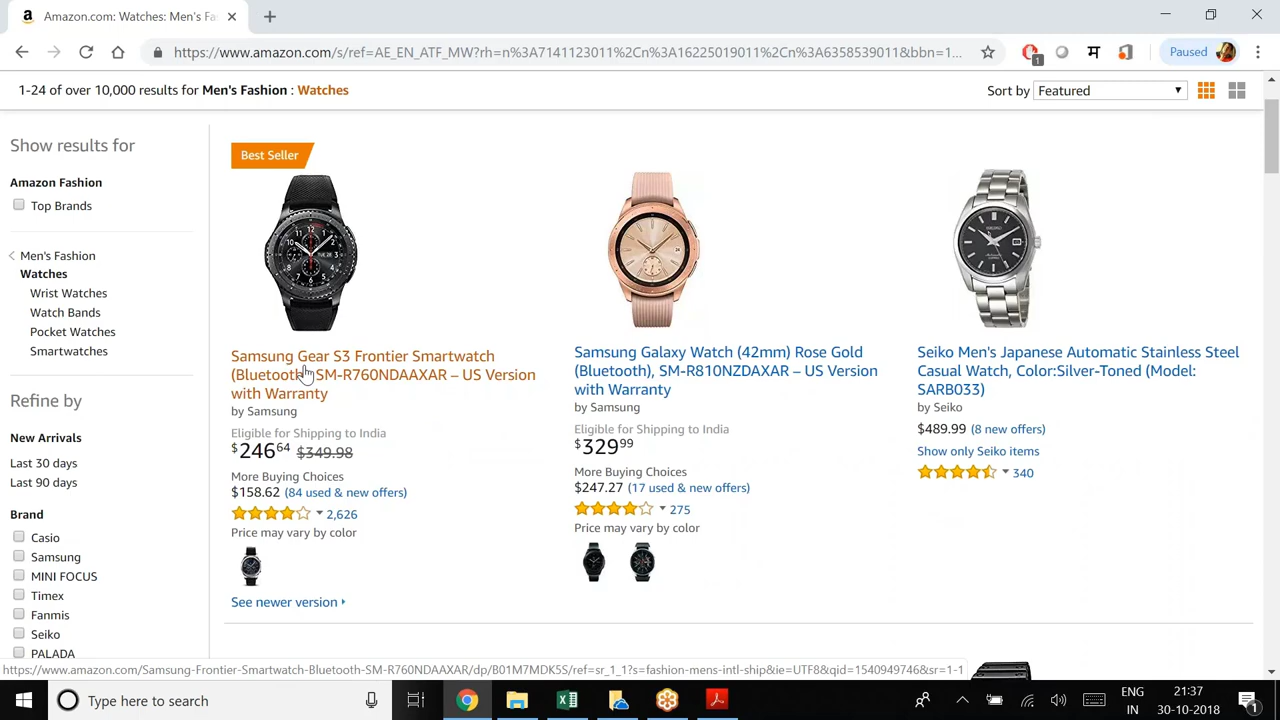 Amazon.com: Watches: Men's Fa
https://www.amazon.com/s/ref=AE_EN_ATF_MW?rh=n%3A7141123011%2Cn%3A16225019011%2Cn%3A6358539011&bbn=1...
1
म
Paused
1-24 of over 10,000 results for Men's Fashion : Watches
Sort by Featured
Show results for
Amazon Fashion
Top Brands
Men's Fashion
Watches
Wrist Watches
Watch Bands
Pocket Watches
Smartwatches
Refine by
New Arrivals
Last 30 days
Last 90 days
Brand
Casio
Samsung
MINI FOCUS
Timex
Fanmis
Seiko
PALADA
Best Seller
Samsung Gear S3 Frontier Smartwatch
(Bluetooth), SM-R760NDAAXAR – US Version
with Warranty
by Samsung
Eligible for Shipping to India
$246 64 $349.98
More Buying Choices
$158.62 (84 used & new offers)
2,626
Price may vary by color
See newer version
Samsung Galaxy Watch (42mm) Rose Gold
(Bluetooth), SM-R810NZDAXAR – US Version
with Warranty
by Samsung
Eligible for Shipping to India
$329 99
More Buying Choices
$247.27 (17 used & new offers)
275
Price may vary by color
Seiko Men's Japanese Automatic Stainless Steel
Casual Watch, Color:Silver-Toned (Model:
SARB033)
by Seiko
$489.99 (8 new offers)
Show only Seiko items
340
https://www.amazon.com/Samsung-Frontier-Smartwatch-Bluetooth-SM-R760NDAAXAR/dp/B01M7MDK5S/ref=sr_1_1?s=fashion-mens-intl-ship&ie=UTF8&qid=1540949746&sr=1-1
Type here to search
ENG
IN
21:37
30-10-2018
1